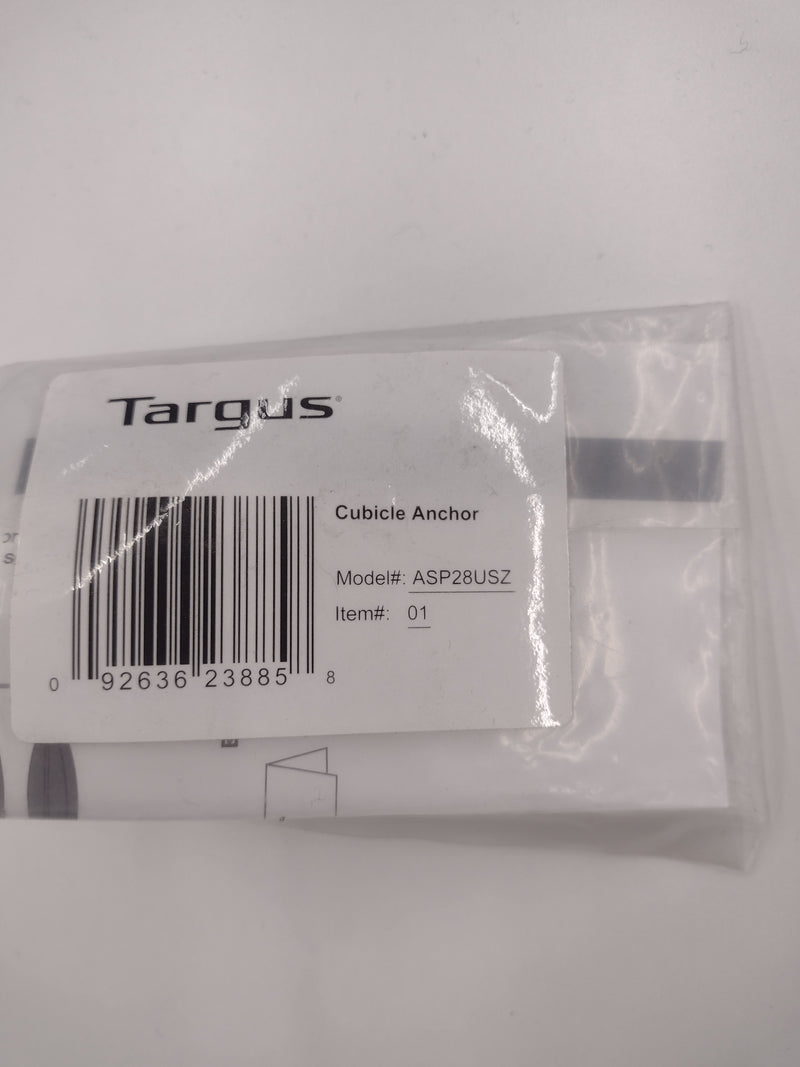 Targus®
Cubicle Anchor
Model#: ASP28USZ
Item#: 01
0 92636 23885 8